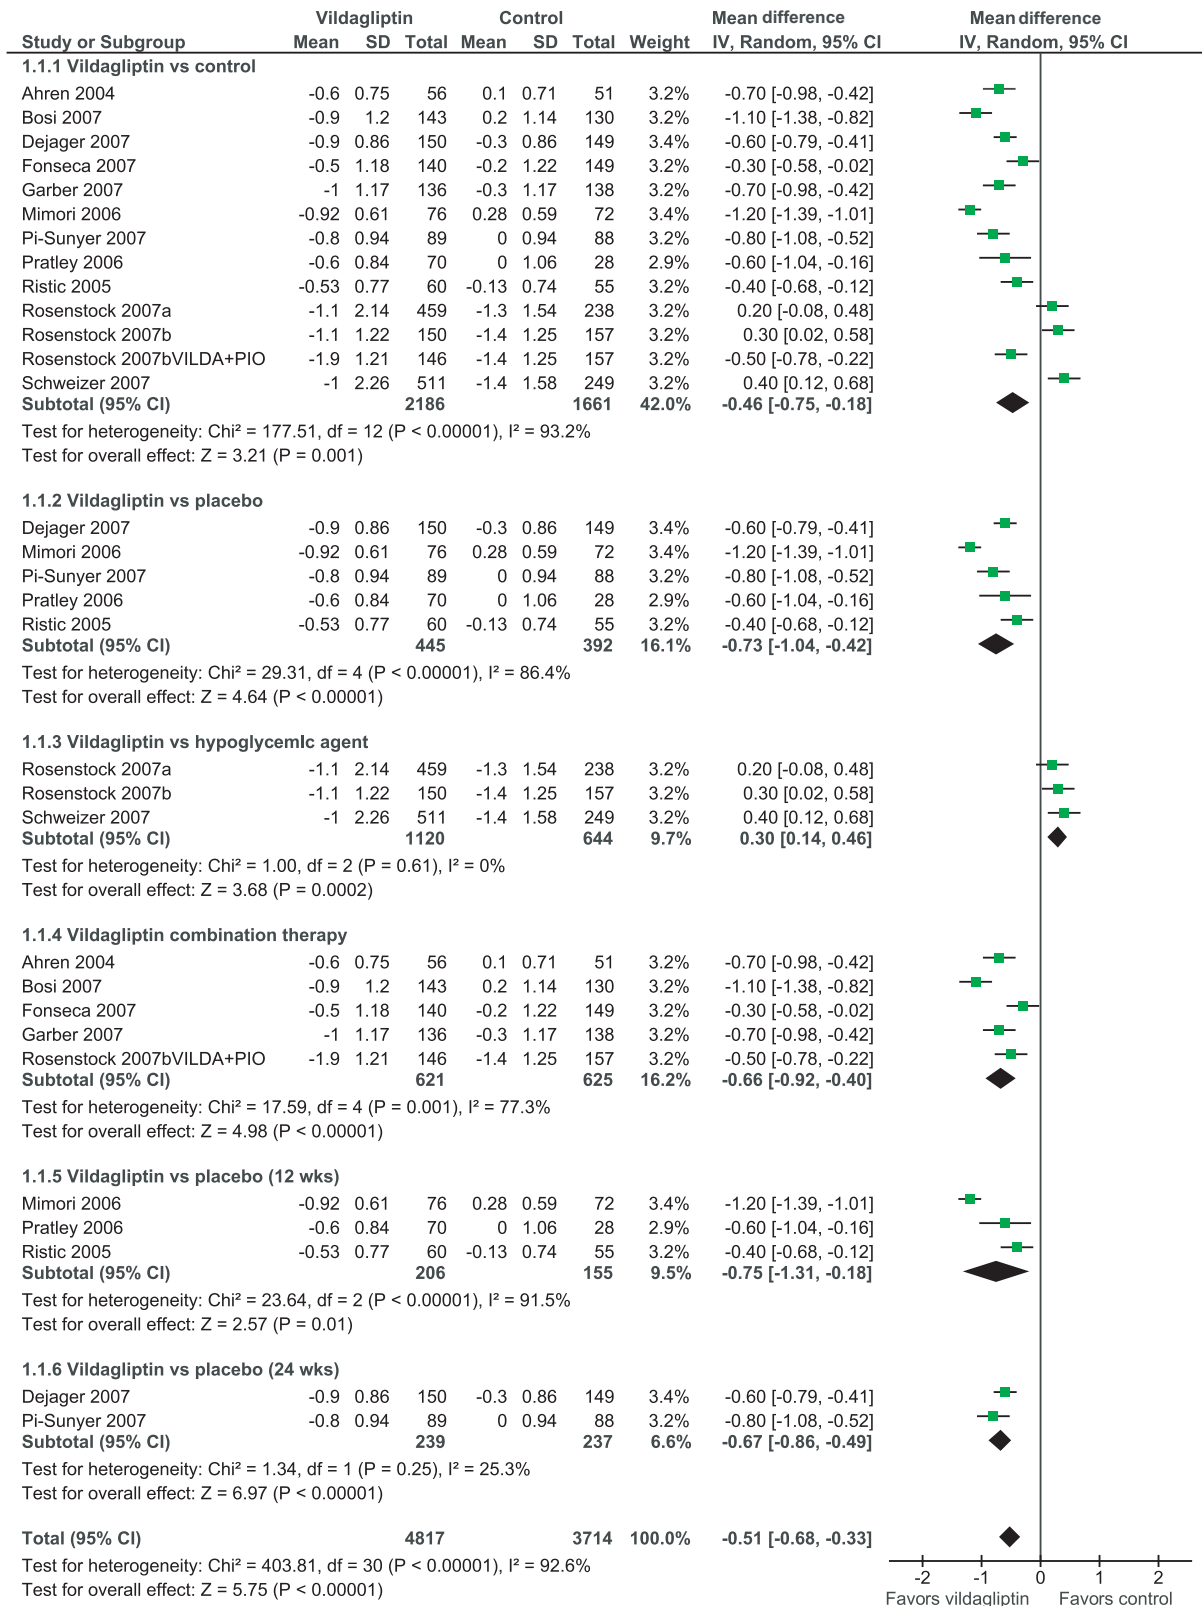 Vildagliptin Control Mean difference Mean difference
Study or Subgroup Mean SD Total Mean SD Total Weight IV, Random, 95% CI IV, Random, 95% CI
1.1.1 Vildagliptin vs control
Ahren 2004 -0.6 0.75 56 0.1 0.71 51 3.2% -0.70 [-0.98, -0.42]
Bosi 2007 -0.9 1.2 143 0.2 1.14 130 3.2% -1.10 [-1.38, -0.82]
Dejager 2007 -0.9 0.86 150 -0.3 0.86 149 3.4% -0.60 [-0.79, -0.41]
Fonseca 2007 -0.5 1.18 140 -0.2 1.22 149 3.2% -0.30 [-0.58, -0.02]
Garber 2007 -1 1.17 136 -0.3 1.17 138 3.2% -0.70 [-0.98, -0.42]
Mimori 2006 -0.92 0.61 76 0.28 0.59 72 3.4% -1.20 [-1.39, -1.01]
Pi-Sunyer 2007 -0.8 0.94 89 0 0.94 88 3.2% -0.80 [-1.08, -0.52]
Pratley 2006 -0.6 0.84 70 0 1.06 28 2.9% -0.60 [-1.04, -0.16]
Ristic 2005 -0.53 0.77 60 -0.13 0.74 55 3.2% -0.40 [-0.68, -0.12]
Rosenstock 2007a -1.1 2.14 459 -1.3 1.54 238 3.2% 0.20 [-0.08, 0.48]
Rosenstock 2007b -1.1 1.22 150 -1.4 1.25 157 3.2% 0.30 [0.02, 0.58]
Rosenstock 2007bVILDA+PIO -1.9 1.21 146 -1.4 1.25 157 3.2% -0.50 [-0.78, -0.22]
Schweizer 2007 -1 2.26 511 -1.4 1.58 249 3.2% 0.40 [0.12, 0.68]
Subtotal (95% CI) 2186 1661 42.0% -0.46 [-0.75, -0.18]
Test for heterogeneity: Chi² = 177.51, df = 12 (P < 0.00001), I² = 93.2%
Test for overall effect: Z = 3.21 (P = 0.001)
1.1.2 Vildagliptin vs placebo
Dejager 2007 -0.9 0.86 150 -0.3 0.86 149 3.4% -0.60 [-0.79, -0.41]
Mimori 2006 -0.92 0.61 76 0.28 0.59 72 3.4% -1.20 [-1.39, -1.01]
Pi-Sunyer 2007 -0.8 0.94 89 0 0.94 88 3.2% -0.80 [-1.08, -0.52]
Pratley 2006 -0.6 0.84 70 0 1.06 28 2.9% -0.60 [-1.04, -0.16]
Ristic 2005 -0.53 0.77 60 -0.13 0.74 55 3.2% -0.40 [-0.68, -0.12]
Subtotal (95% CI) 445 392 16.1% -0.73 [-1.04, -0.42]
Test for heterogeneity: Chi² = 29.31, df = 4 (P < 0.00001), I² = 86.4%
Test for overall effect: Z = 4.64 (P < 0.00001)
1.1.3 Vildagliptin vs hypoglycemIc agent
Rosenstock 2007a -1.1 2.14 459 -1.3 1.54 238 3.2% 0.20 [-0.08, 0.48]
Rosenstock 2007b -1.1 1.22 150 -1.4 1.25 157 3.2% 0.30 [0.02, 0.58]
Schweizer 2007 -1 2.26 511 -1.4 1.58 249 3.2% 0.40 [0.12, 0.68]
Subtotal (95% CI) 1120 644 9.7% 0.30 [0.14, 0.46]
Test for heterogeneity: Chi² = 1.00, df = 2 (P = 0.61), I² = 0%
Test for overall effect: Z = 3.68 (P = 0.0002)
1.1.4 Vildagliptin combination therapy
Ahren 2004 -0.6 0.75 56 0.1 0.71 51 3.2% -0.70 [-0.98, -0.42]
Bosi 2007 -0.9 1.2 143 0.2 1.14 130 3.2% -1.10 [-1.38, -0.82]
Fonseca 2007 -0.5 1.18 140 -0.2 1.22 149 3.2% -0.30 [-0.58, -0.02]
Garber 2007 -1 1.17 136 -0.3 1.17 138 3.2% -0.70 [-0.98, -0.42]
Rosenstock 2007bVILDA+PIO -1.9 1.21 146 -1.4 1.25 157 3.2% -0.50 [-0.78, -0.22]
Subtotal (95% CI) 621 625 16.2% -0.66 [-0.92, -0.40]
Test for heterogeneity: Chi² = 17.59, df = 4 (P = 0.001), I² = 77.3%
Test for overall effect: Z = 4.98 (P < 0.00001)
1.1.5 Vildagliptin vs placebo (12 wks)
Mimori 2006 -0.92 0.61 76 0.28 0.59 72 3.4% -1.20 [-1.39, -1.01]
Pratley 2006 -0.6 0.84 70 0 1.06 28 2.9% -0.60 [-1.04, -0.16]
Ristic 2005 -0.53 0.77 60 -0.13 0.74 55 3.2% -0.40 [-0.68, -0.12]
Subtotal (95% CI) 206 155 9.5% -0.75 [-1.31, -0.18]
Test for heterogeneity: Chi² = 23.64, df = 2 (P < 0.00001), I² = 91.5%
Test for overall effect: Z = 2.57 (P = 0.01)
1.1.6 Vildagliptin vs placebo (24 wks)
Dejager 2007 -0.9 0.86 150 -0.3 0.86 149 3.4% -0.60 [-0.79, -0.41]
Pi-Sunyer 2007 -0.8 0.94 89 0 0.94 88 3.2% -0.80 [-1.08, -0.52]
Subtotal (95% CI) 239 237 6.6% -0.67 [-0.86, -0.49]
Test for heterogeneity: Chi² = 1.34, df = 1 (P = 0.25), I² = 25.3%
Test for overall effect: Z = 6.97 (P < 0.00001)
Total (95% CI) 4817 3714 100.0% -0.51 [-0.68, -0.33]
Test for heterogeneity: Chi² = 403.81, df = 30 (P < 0.00001), I² = 92.6%
Test for overall effect: Z = 5.75 (P < 0.00001)
-2 -1 0 1 2
Favors vildagliptin Favors control